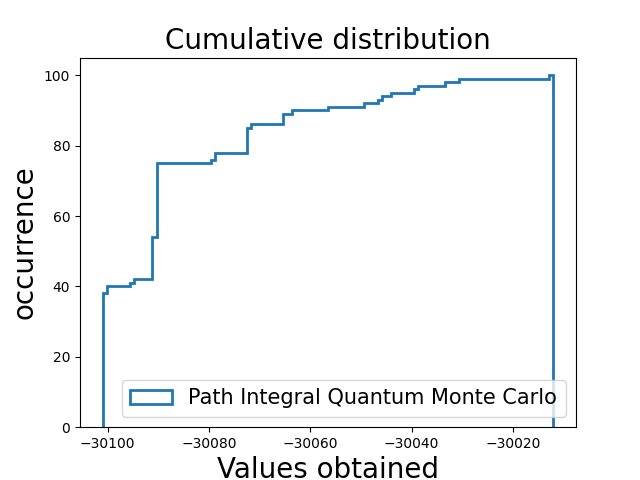 Cumulative distribution
100
80
60
40
20
0
occurrence
Path Integral Quantum Monte Carlo
−30100 −30080 −30060 −30040 −30020
Values obtained